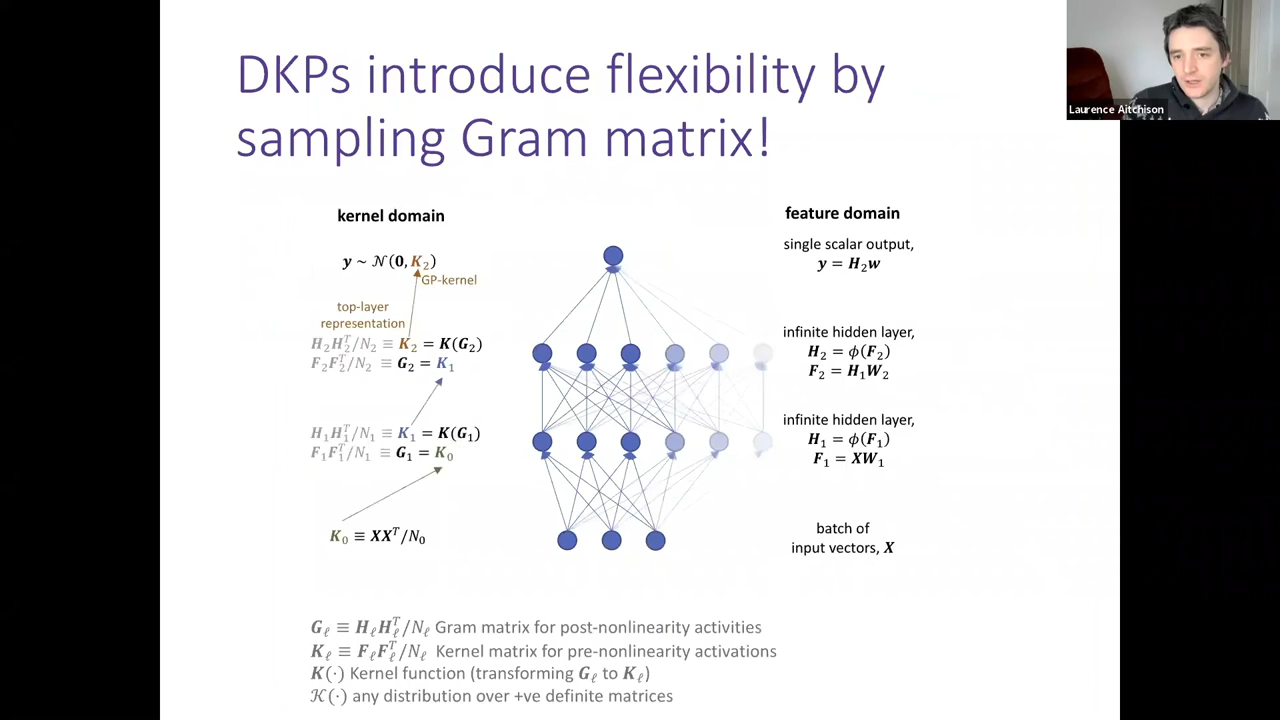 DKPs introduce flexibility by
sampling Gram matrix!
Laurence Aitchison
kernel domain
y ~ 𝒩(0, K₂)
GP-kernel
top-layer
representation
H₂H₂ᵀ/N₂ ≡ K₂ = K(G₂)
F₂F₂ᵀ/N₂ ≡ G₂ = K₁
H₁H₁ᵀ/N₁ ≡ K₁ = K(G₁)
F₁F₁ᵀ/N₁ ≡ G₁ = K₀
K₀ ≡ XXᵀ/N₀
feature domain
single scalar output,
y = H₂w
infinite hidden layer,
H₂ = ϕ(F₂)
F₂ = H₁W₂
infinite hidden layer,
H₁ = ϕ(F₁)
F₁ = XW₁
batch of
input vectors, X
G_ℓ ≡ H_ℓH_ℓᵀ/N_ℓ Gram matrix for post-nonlinearity activities
K_ℓ ≡ F_ℓF_ℓᵀ/N_ℓ Kernel matrix for pre-nonlinearity activations
K(·) Kernel function (transforming G_ℓ to K_ℓ)
𝒦(·) any distribution over +ve definite matrices